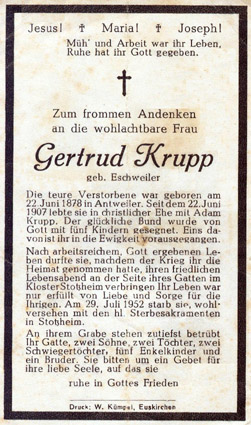 Jesus! ✝ Maria! ✝ Joseph!
Müh' und Arbeit war ihr Leben,
Ruhe hat ihr Gott gegeben.
✝
Zum frommen Andenken
an die wohlachtbare Frau
Gertrud Krupp
geb. Eschweiler
Die teure Verstorbene war geboren am
22. Juni 1878 in Antweiler. Seit dem 22. Juni
1907 lebte sie in christlicher Ehe mit Adam
Krupp. Der glückliche Bund wurde von
Gott mit fünf Kindern gesegnet. Eins da-
von ist ihr in die Ewigkeit vorausgegangen.
Nach arbeitsreichem, Gott ergebenen Le-
ben durfte sie, nachdem der Krieg ihr die
Heimat genommen hatte, ihren friedlichen
Lebensabend an der Seite ihres Gatten im
Kloster Stotzheim verbringen. Ihr Leben war
nur erfüllt von Liebe und Sorge für die
Ihrigen. Am 29. Juli 1952 starb sie, wohl-
versehen mit den hl. Sterbesakramenten
in Stotzheim.
An ihrem Grabe stehen zutiefst betrübt
ihr Gatte, zwei Söhne, zwei Töchter, zwei
Schwiegertöchter, fünf Enkelkinder und
ein Bruder. Sie bitten um ein Gebet für
ihre liebe Seele, auf das sie
ruhe in Gottes Frieden
Druck: W. Kümpel, Euskirchen